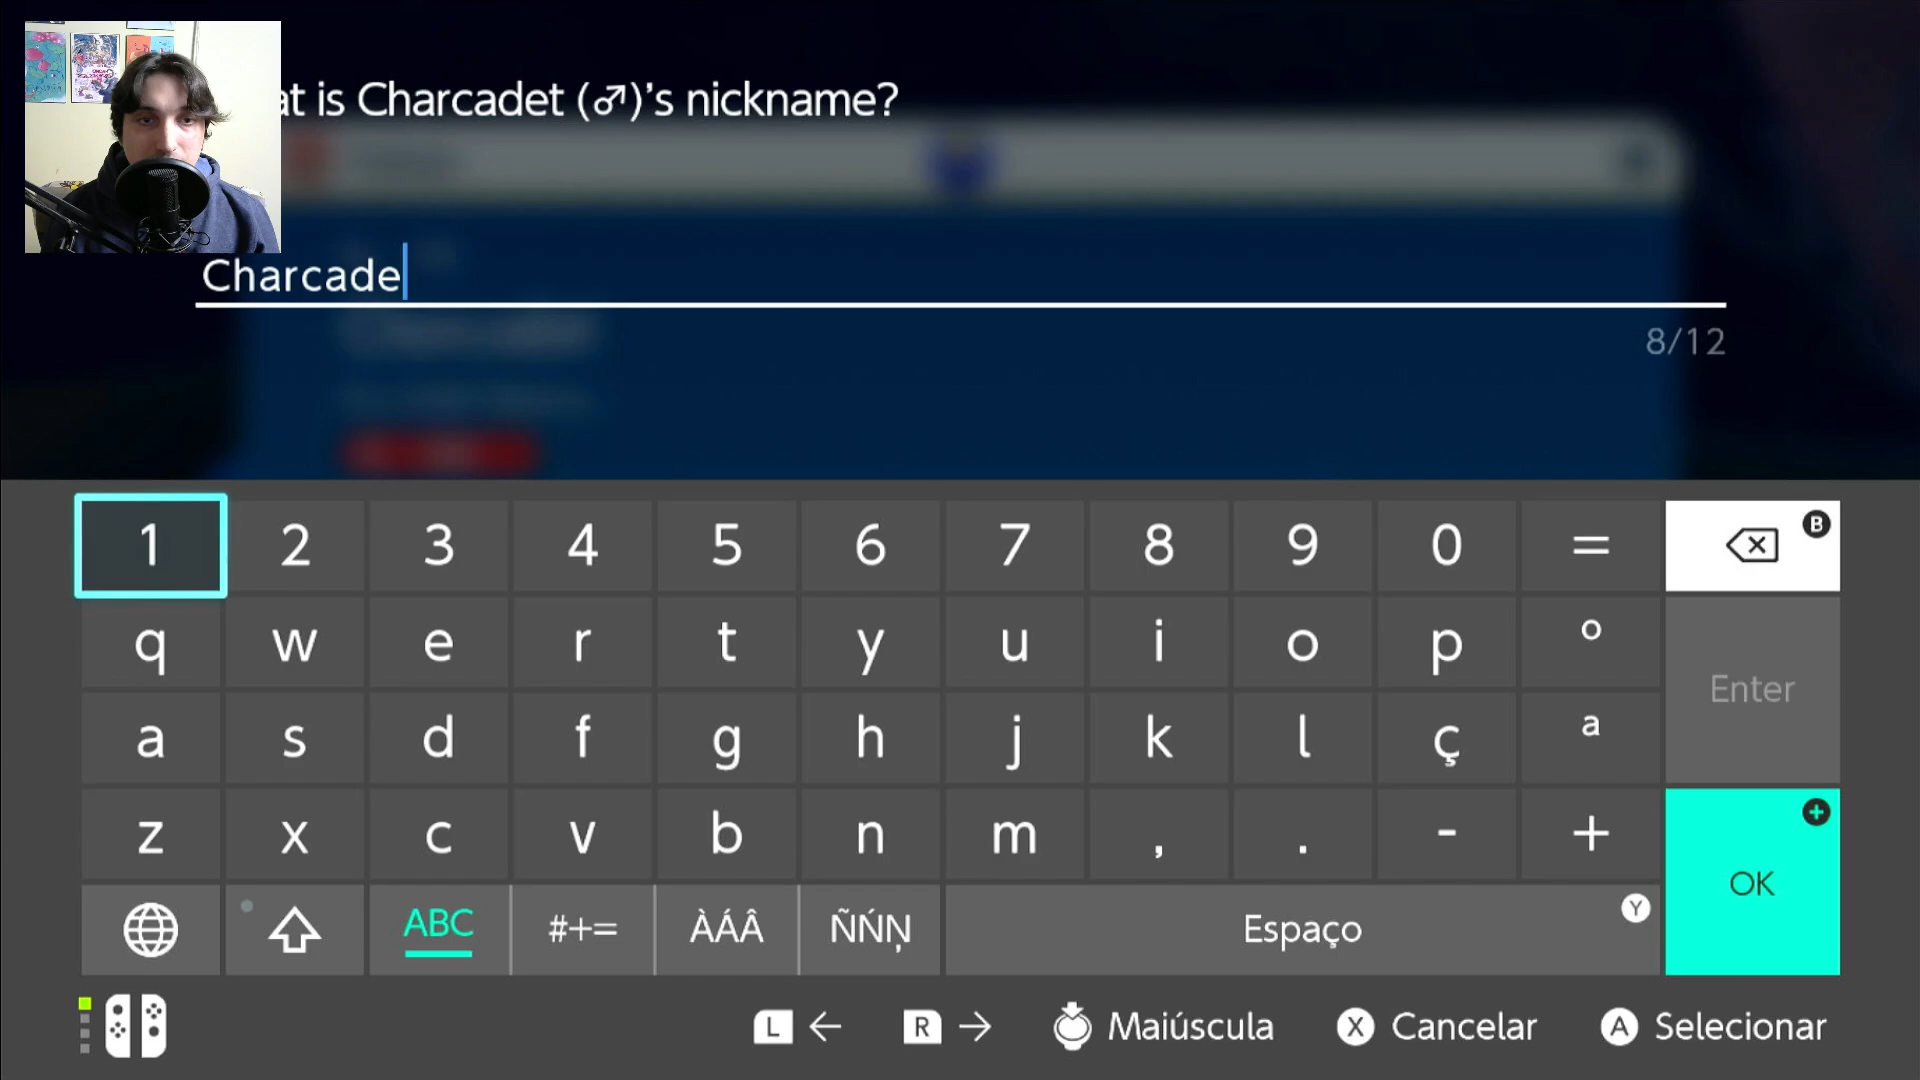 at is Charcadet (♂)'s nickname?
Charcade
8/12
1 2 3 4 5 6 7 8 9 0 = B
q w e r t y u i o p º Enter
a s d f g h j k l ç ª
z x c v b n m , . - + OK
ABC #+= ÀÁÂ ÑŃŅ Espaço Y
L ← R → Maiúscula X Cancelar A Selecionar